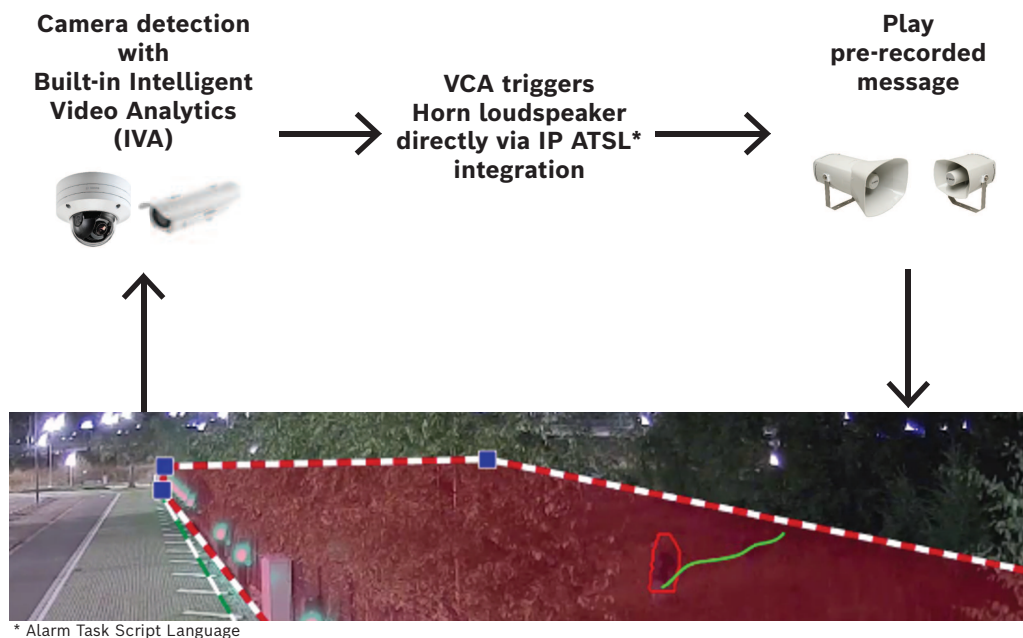 Camera detection
with
Built-in Intelligent
Video Analytics
(IVA)
VCA triggers
Horn loudspeaker
directly via IP ATSL*
integration
Play
pre-recorded
message
* Alarm Task Script Language